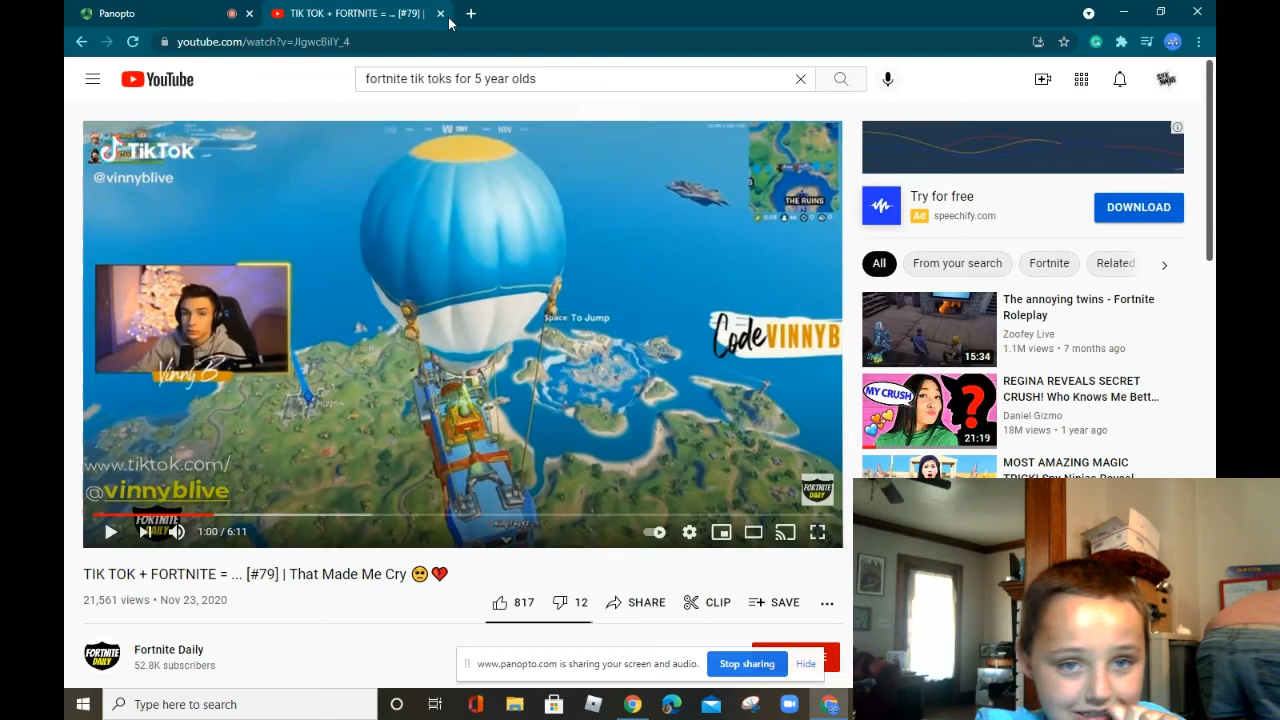 Panopto
TIK TOK + FORTNITE = ... [#79] |
youtube.com/watch?v=JIgwcBiIY_4
YouTube
fortnite tik toks for 5 year olds
TikTok
@vinnyblive
W
NW
THE RUINS
Space To Jump
Code VINNYB
Vinny B
www.tiktok.com/
@vinnyblive
FORTNITE
DAILY
1:00 / 6:11
TIK TOK + FORTNITE = ... [#79] | That Made Me Cry 🥺💔
21,561 views • Nov 23, 2020
817
12
SHARE
CLIP
SAVE
Fortnite Daily
52.8K subscribers
Try for free
Ad speechify.com
DOWNLOAD
All
From your search
Fortnite
Related
The annoying twins - Fortnite
Roleplay
Zoofey Live
1.1M views • 7 months ago
15:34
REGINA REVEALS SECRET
CRUSH! Who Knows Me Bett...
Daniel Gizmo
18M views • 1 year ago
MY CRUSH
21:19
MOST AMAZING MAGIC
www.panopto.com is sharing your screen and audio.
Stop sharing
Hide
Type here to search